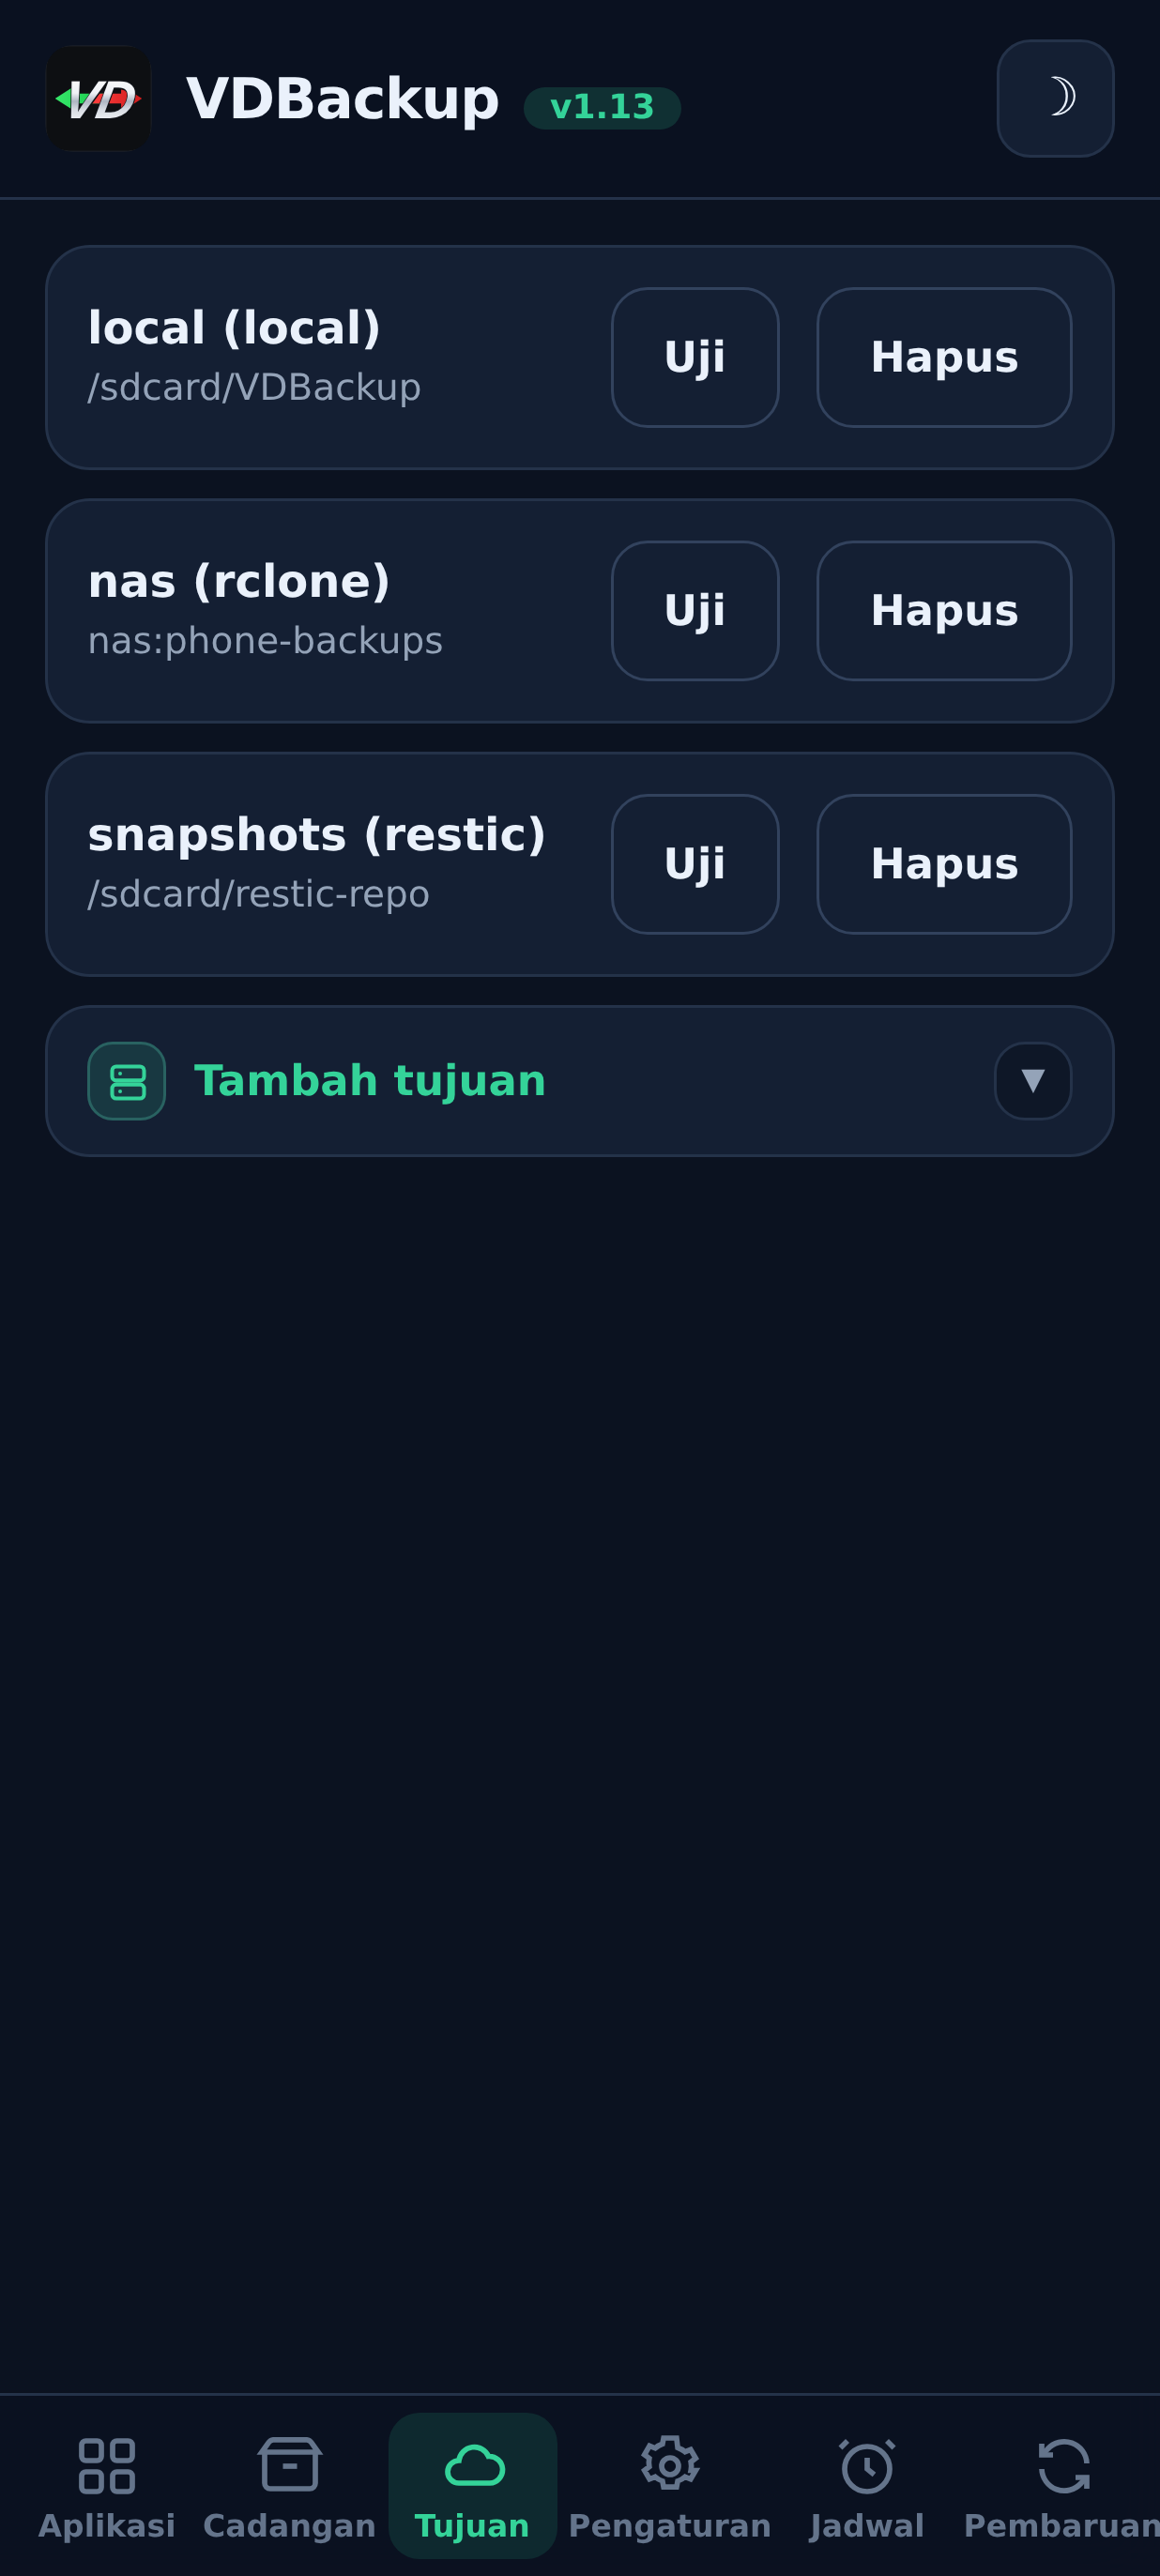 VD
VDBackup v1.13
local (local)
/sdcard/VDBackup
Uji
Hapus
nas (rclone)
nas:phone-backups
Uji
Hapus
snapshots (restic)
/sdcard/restic-repo
Uji
Hapus
Tambah tujuan
Aplikasi
Cadangan
Tujuan
Pengaturan
Jadwal
Pembaruan